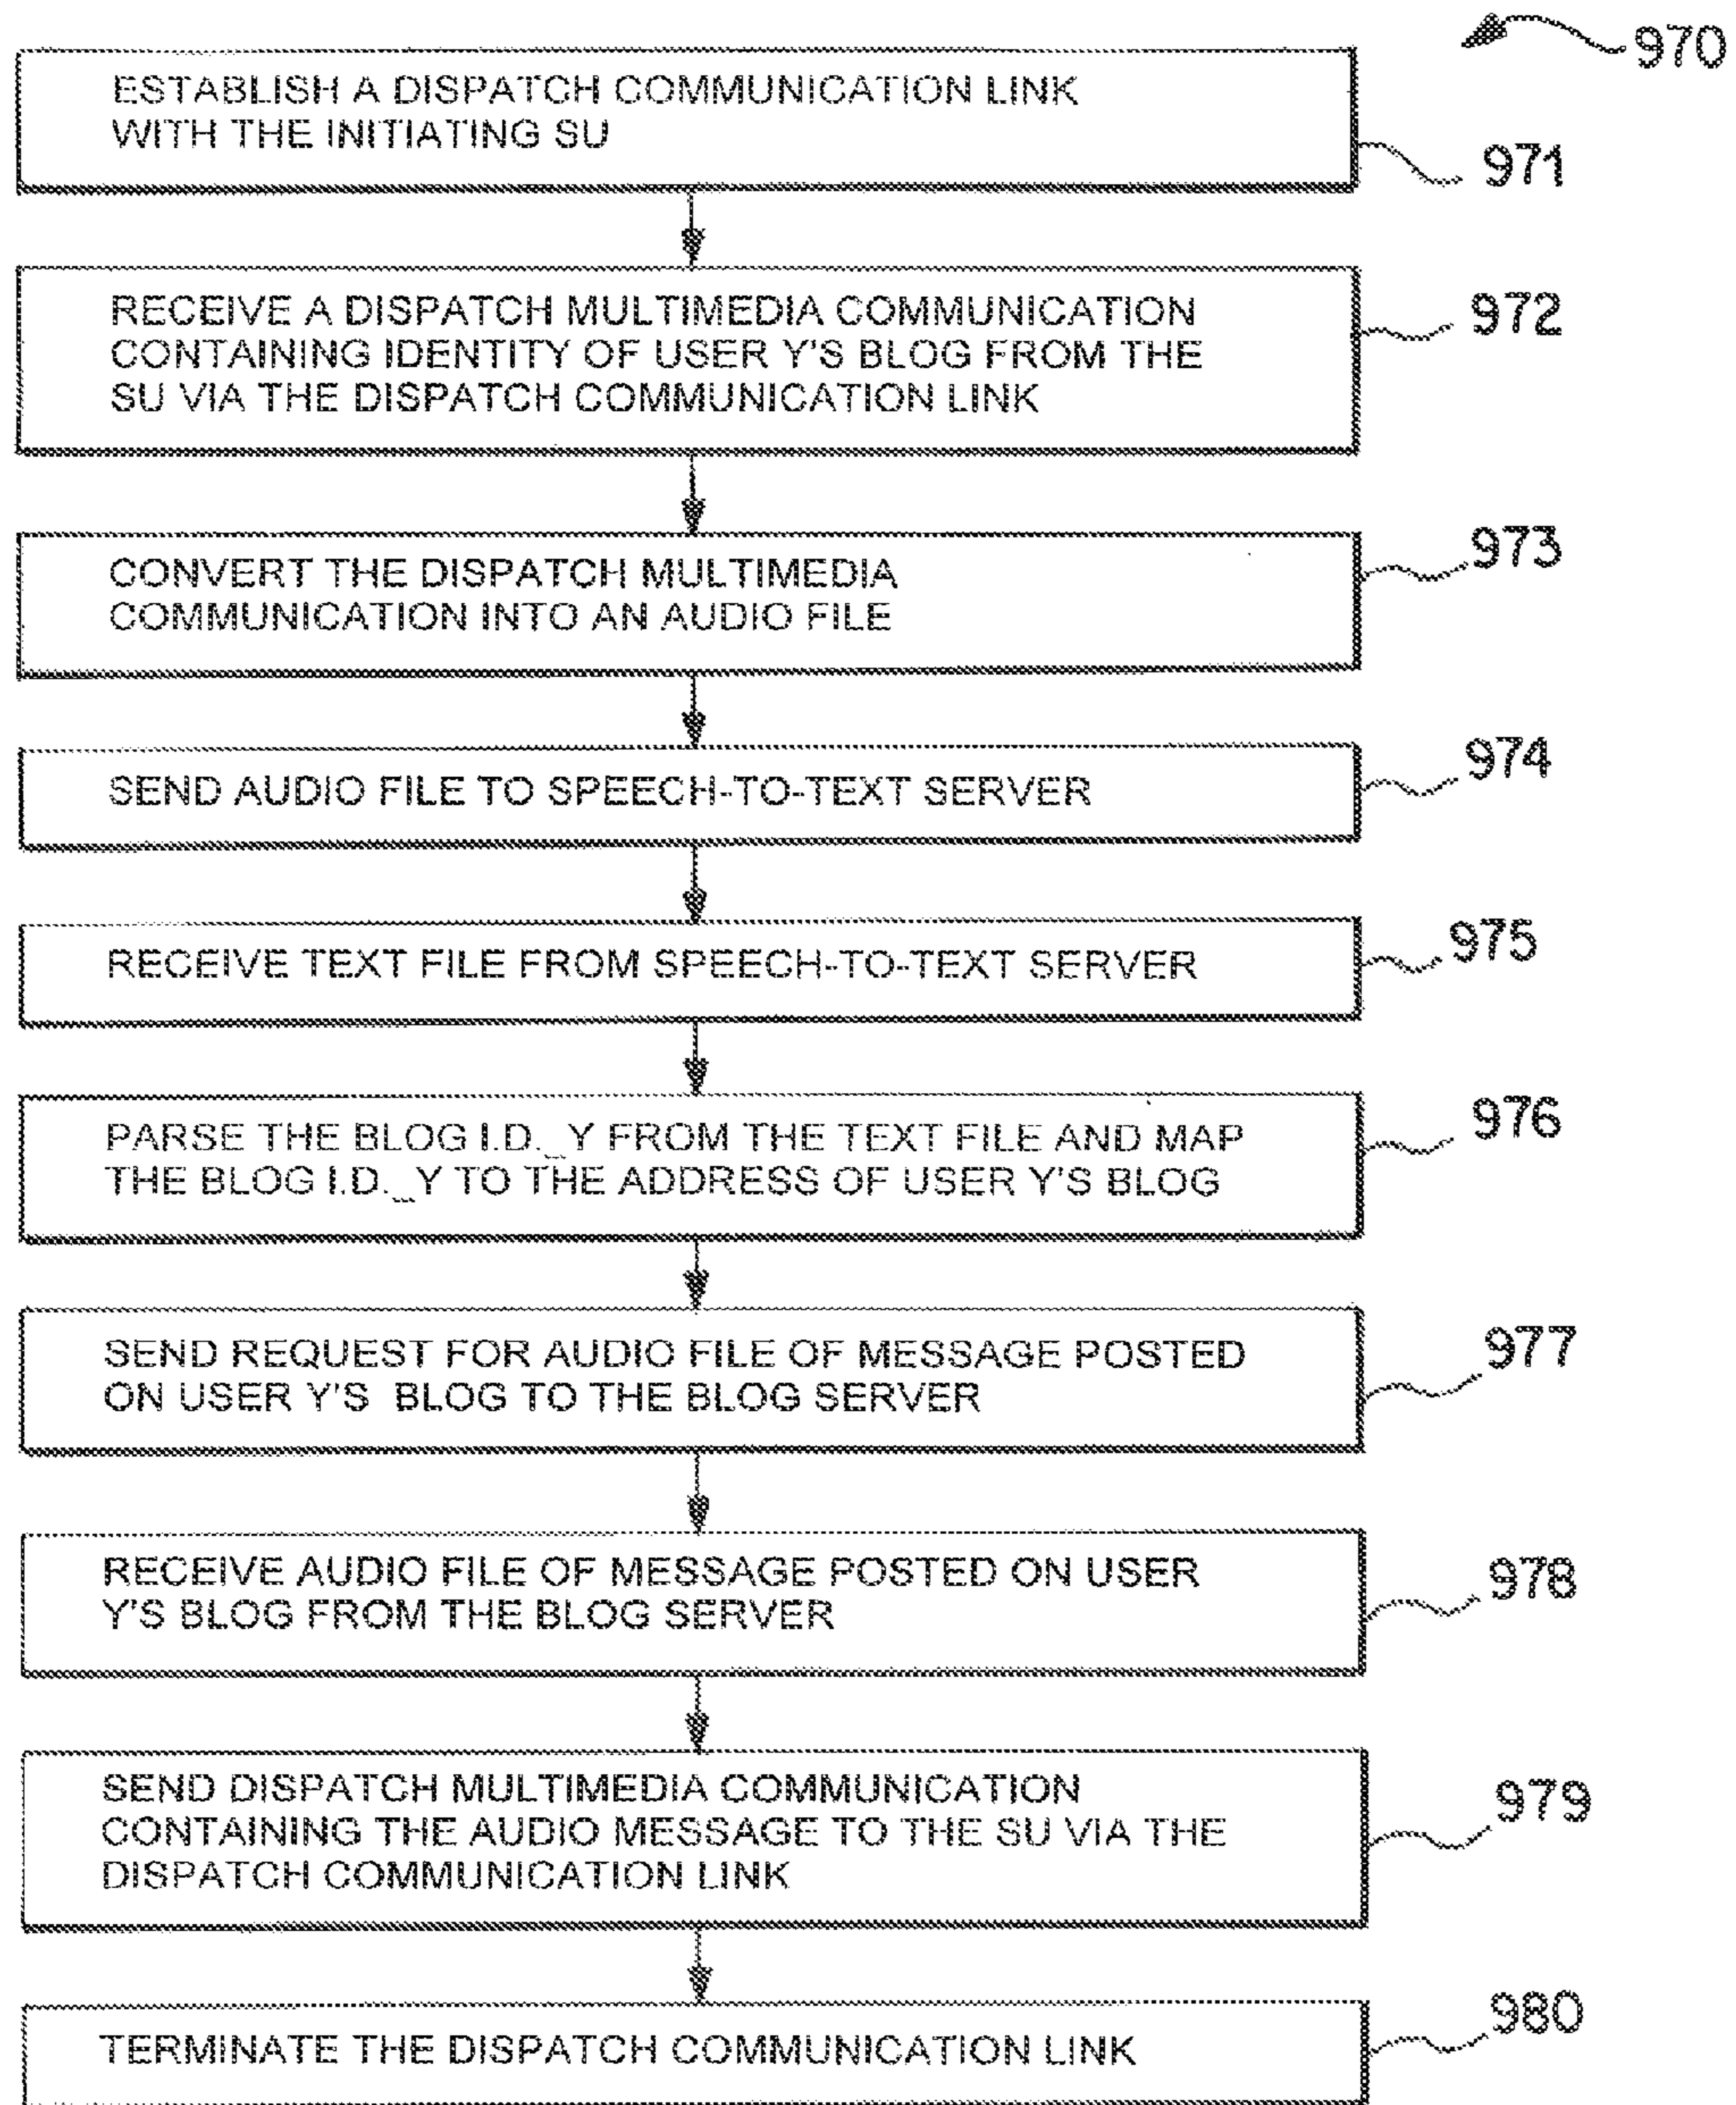 970
ESTABLISH A DISPATCH COMMUNICATION LINK
WITH THE INITIATING SU
971
RECEIVE A DISPATCH MULTIMEDIA COMMUNICATION
CONTAINING IDENTITY OF USER Y'S BLOG FROM THE
SU VIA THE DISPATCH COMMUNICATION LINK
972
CONVERT THE DISPATCH MULTIMEDIA
COMMUNICATION INTO AN AUDIO FILE
973
SEND AUDIO FILE TO SPEECH-TO-TEXT SERVER
974
RECEIVE TEXT FILE FROM SPEECH-TO-TEXT SERVER
975
PARSE THE BLOG I.D._Y FROM THE TEXT FILE AND MAP
THE BLOG I.D._Y TO THE ADDRESS OF USER Y'S BLOG
976
SEND REQUEST FOR AUDIO FILE OF MESSAGE POSTED
ON USER Y'S BLOG TO THE BLOG SERVER
977
RECEIVE AUDIO FILE OF MESSAGE POSTED ON USER
Y'S BLOG FROM THE BLOG SERVER
978
SEND DISPATCH MULTIMEDIA COMMUNICATION
CONTAINING THE AUDIO MESSAGE TO THE SU VIA THE
DISPATCH COMMUNICATION LINK
979
TERMINATE THE DISPATCH COMMUNICATION LINK
980